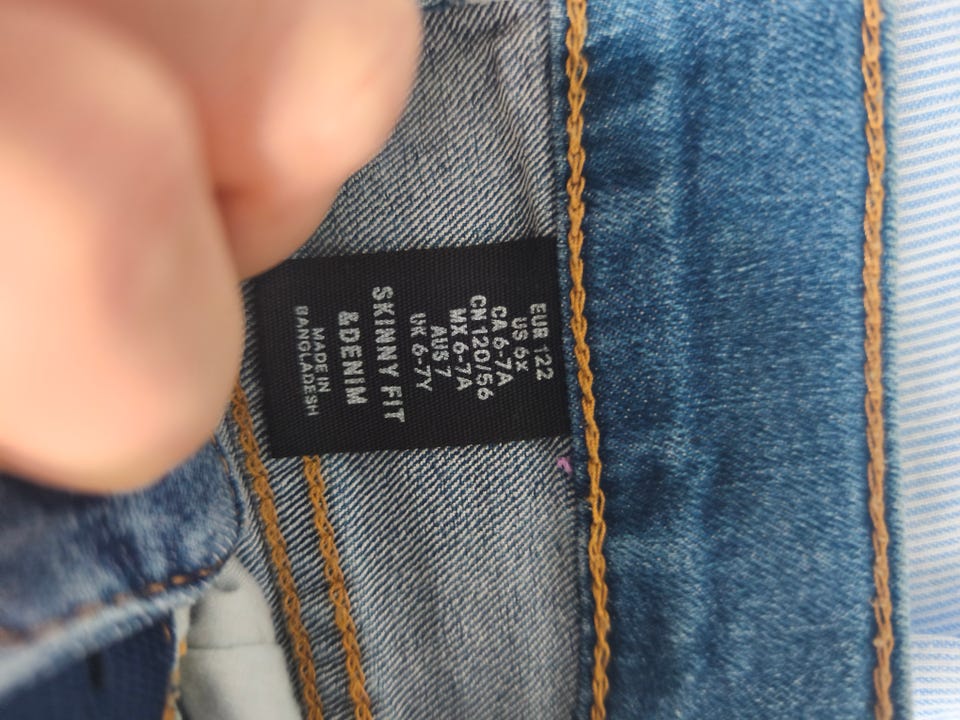 EUR 122
US 6X
CA 6-7A
CN 120/56
MX 6-7A
AUS 7
UK 6-7Y
SKINNY FIT
&DENIM
MADE IN
BANGLADESH